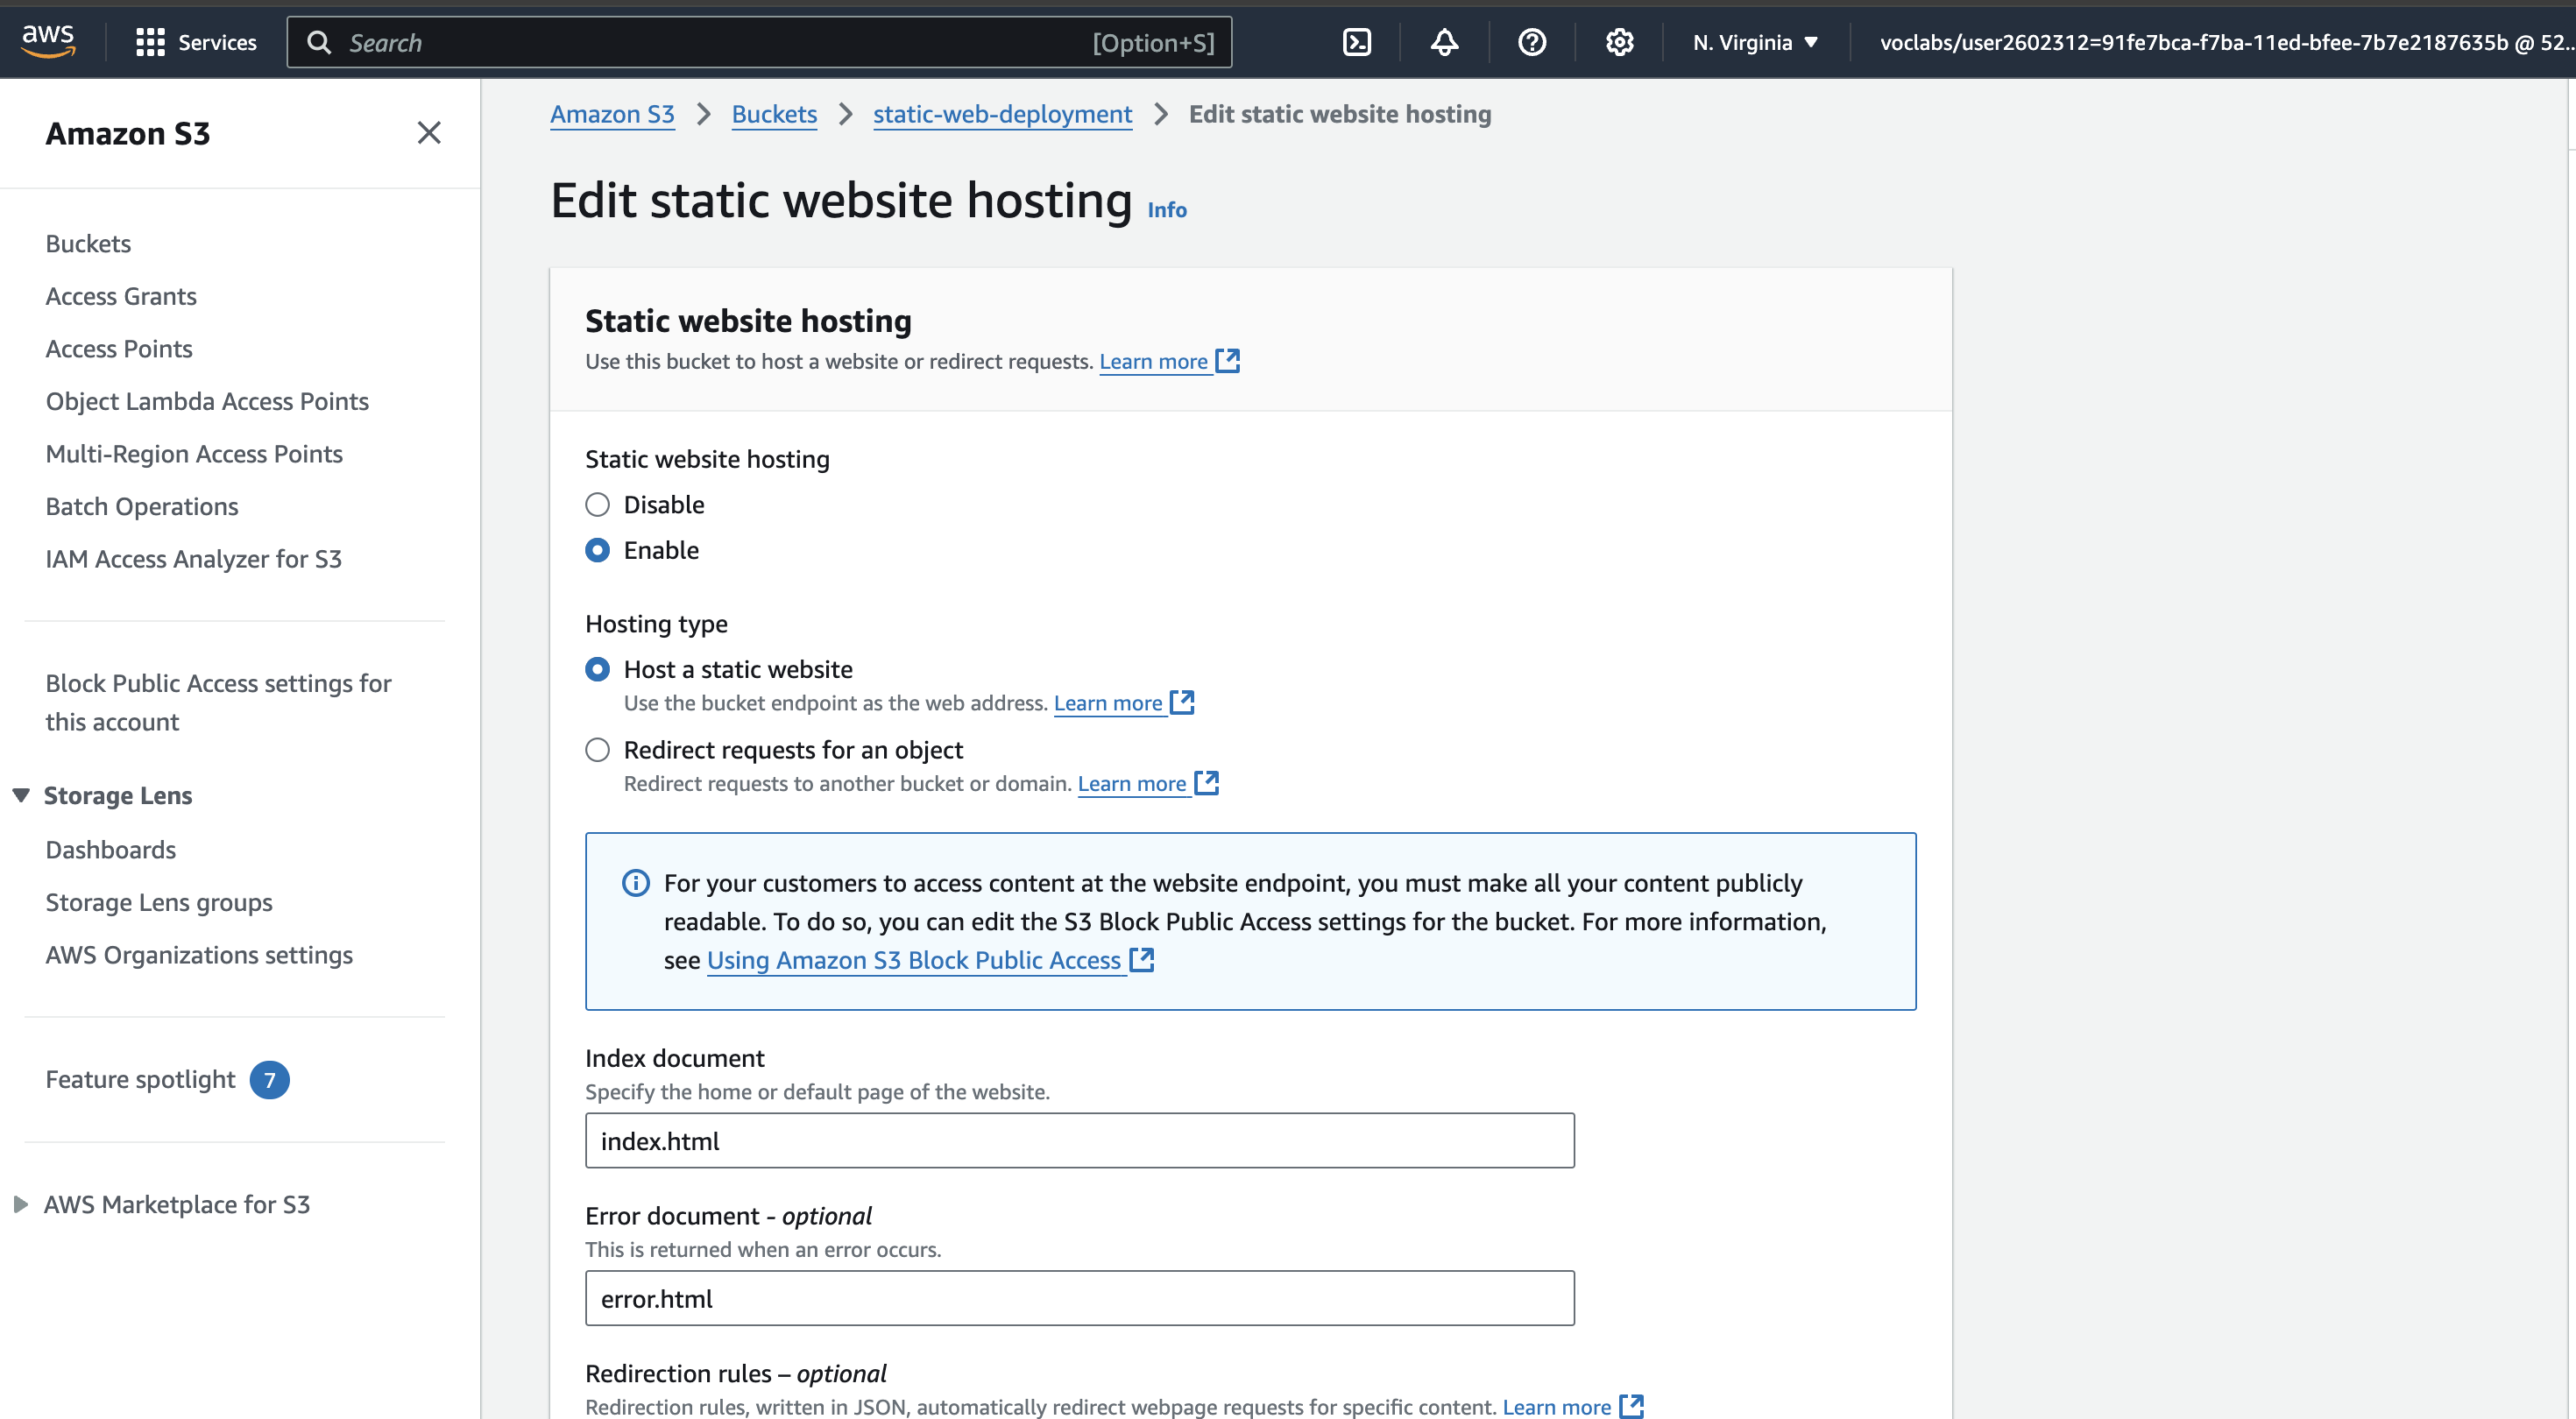 aws
Services
Search
[Option+S]
N. Virginia
voclabs/user2602312=91fe7bca-f7ba-11ed-bfee-7b7e2187635b @ 52...
Amazon S3
Buckets
Access Grants
Access Points
Object Lambda Access Points
Multi-Region Access Points
Batch Operations
IAM Access Analyzer for S3
Block Public Access settings for
this account
Storage Lens
Dashboards
Storage Lens groups
AWS Organizations settings
Feature spotlight 7
AWS Marketplace for S3
Amazon S3 > Buckets > static-web-deployment > Edit static website hosting
Edit static website hosting Info
Static website hosting
Use this bucket to host a website or redirect requests. Learn more
Static website hosting
Disable
Enable
Hosting type
Host a static website
Use the bucket endpoint as the web address. Learn more
Redirect requests for an object
Redirect requests to another bucket or domain. Learn more
For your customers to access content at the website endpoint, you must make all your content publicly
readable. To do so, you can edit the S3 Block Public Access settings for the bucket. For more information,
see Using Amazon S3 Block Public Access
Index document
Specify the home or default page of the website.
index.html
Error document - optional
This is returned when an error occurs.
error.html
Redirection rules – optional
Redirection rules, written in JSON, automatically redirect webpage requests for specific content. Learn more